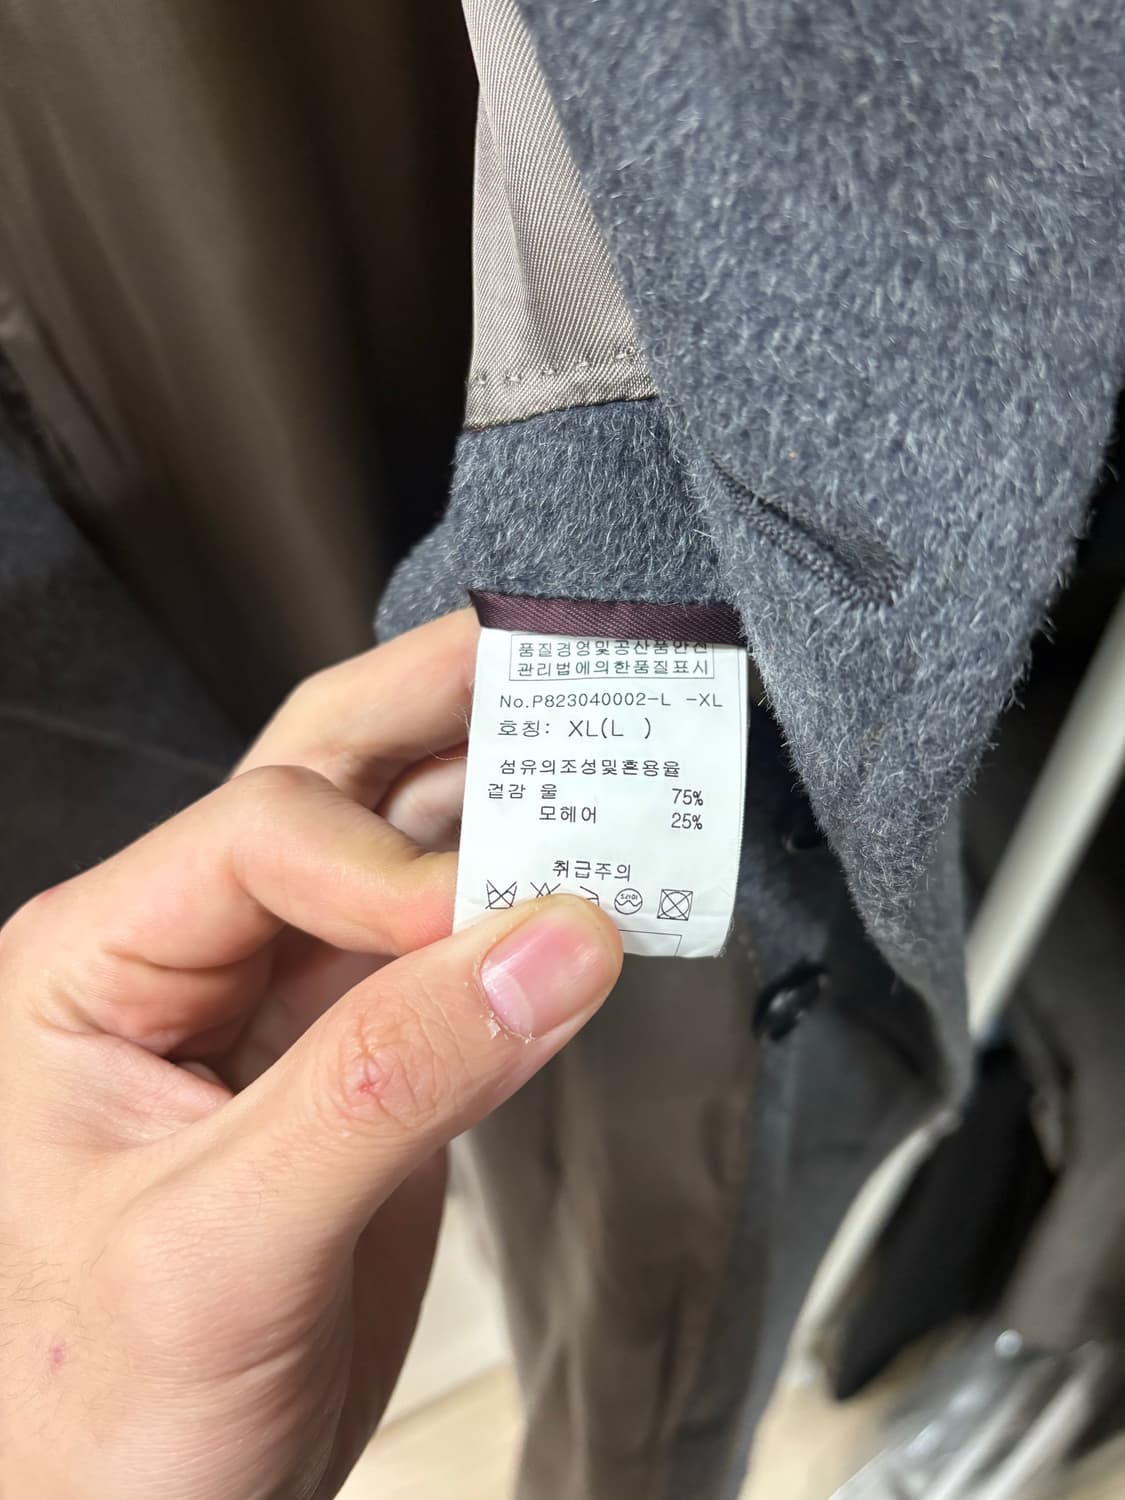 품질경영및공산품안전
관리법에의한품질표시
No.P823040002-L -XL
호칭: XL(L )
섬유의조성및혼용율
겉감 울 75%
모헤어 25%
취급주의